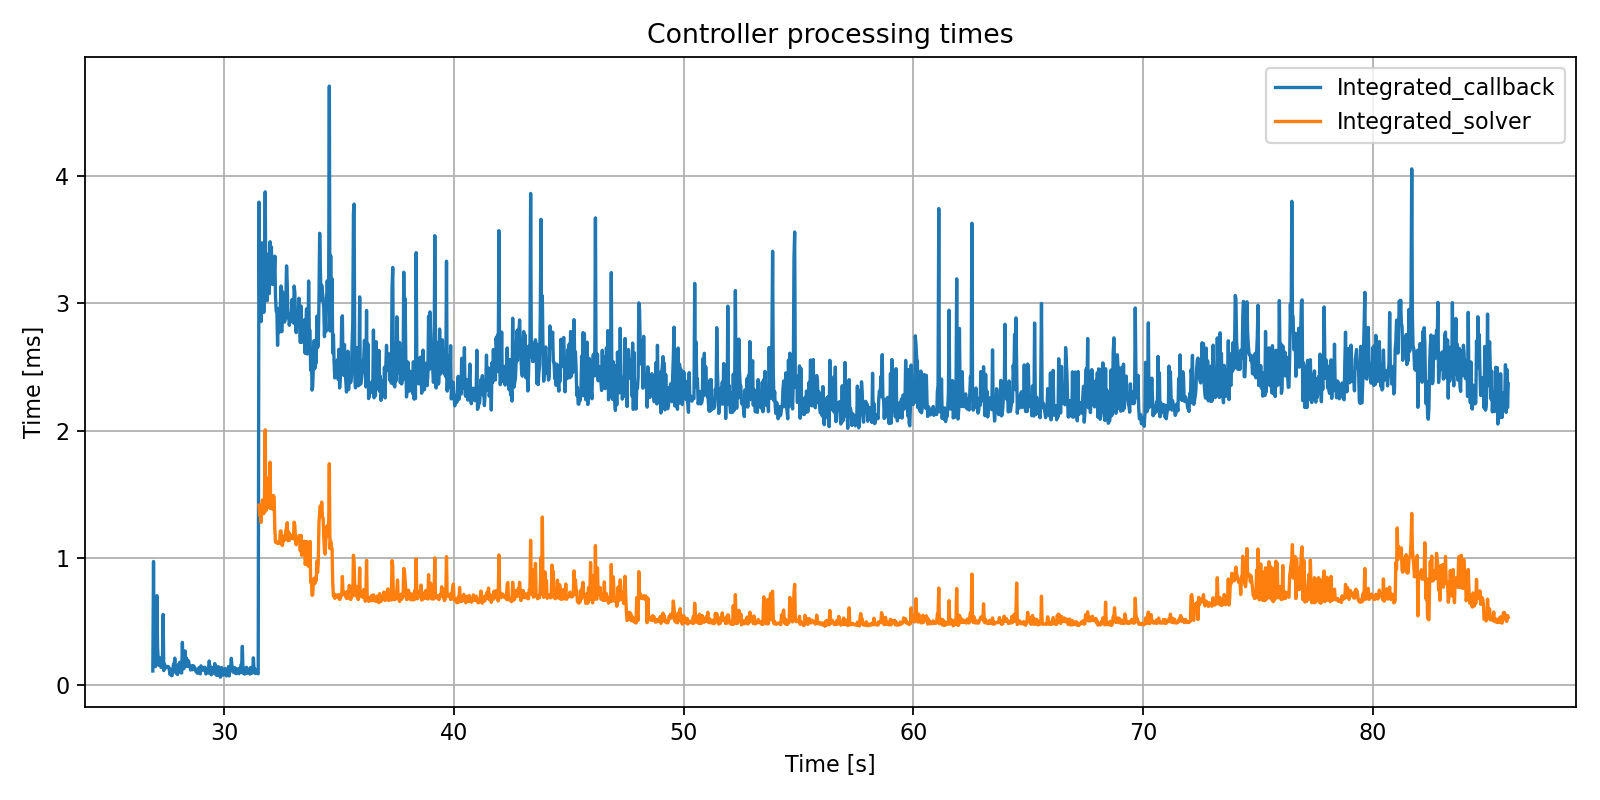 Controller processing times
Integrated_callback
Integrated_solver
Time [ms]
4
3
2
1
0
30 40 50 60 70 80
Time [s]